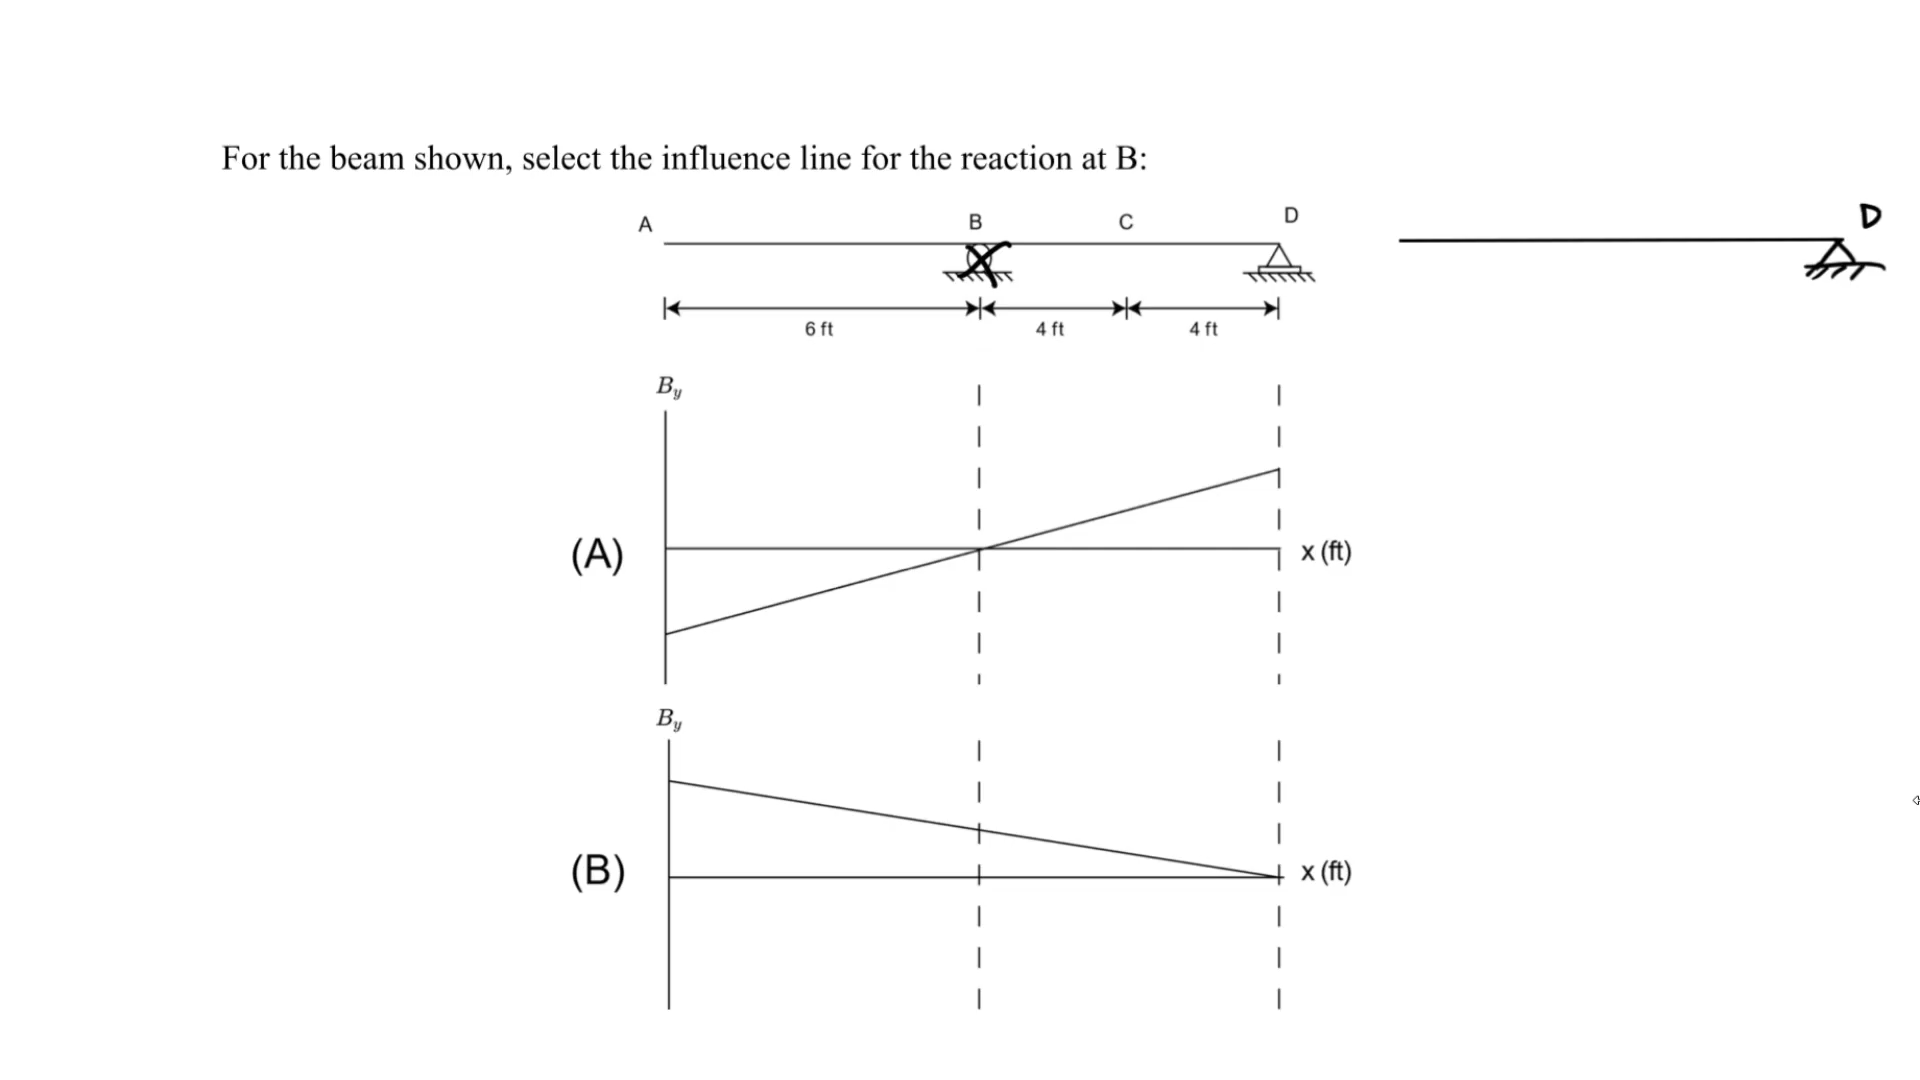 For the beam shown, select the influence line for the reaction at B:
A B C D D
6 ft 4 ft 4 ft
By
(A) x (ft)
By
(B) x (ft)